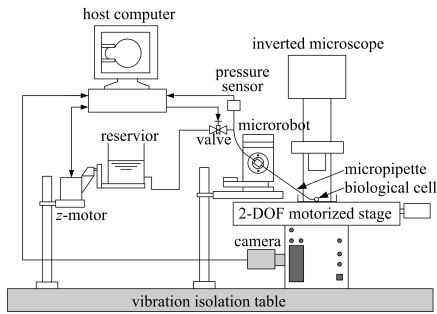 host computer
inverted microscope
pressure
sensor
reservior
valve
microrobot
micropipette
biological cell
z-motor
2-DOF motorized stage
camera
vibration isolation table